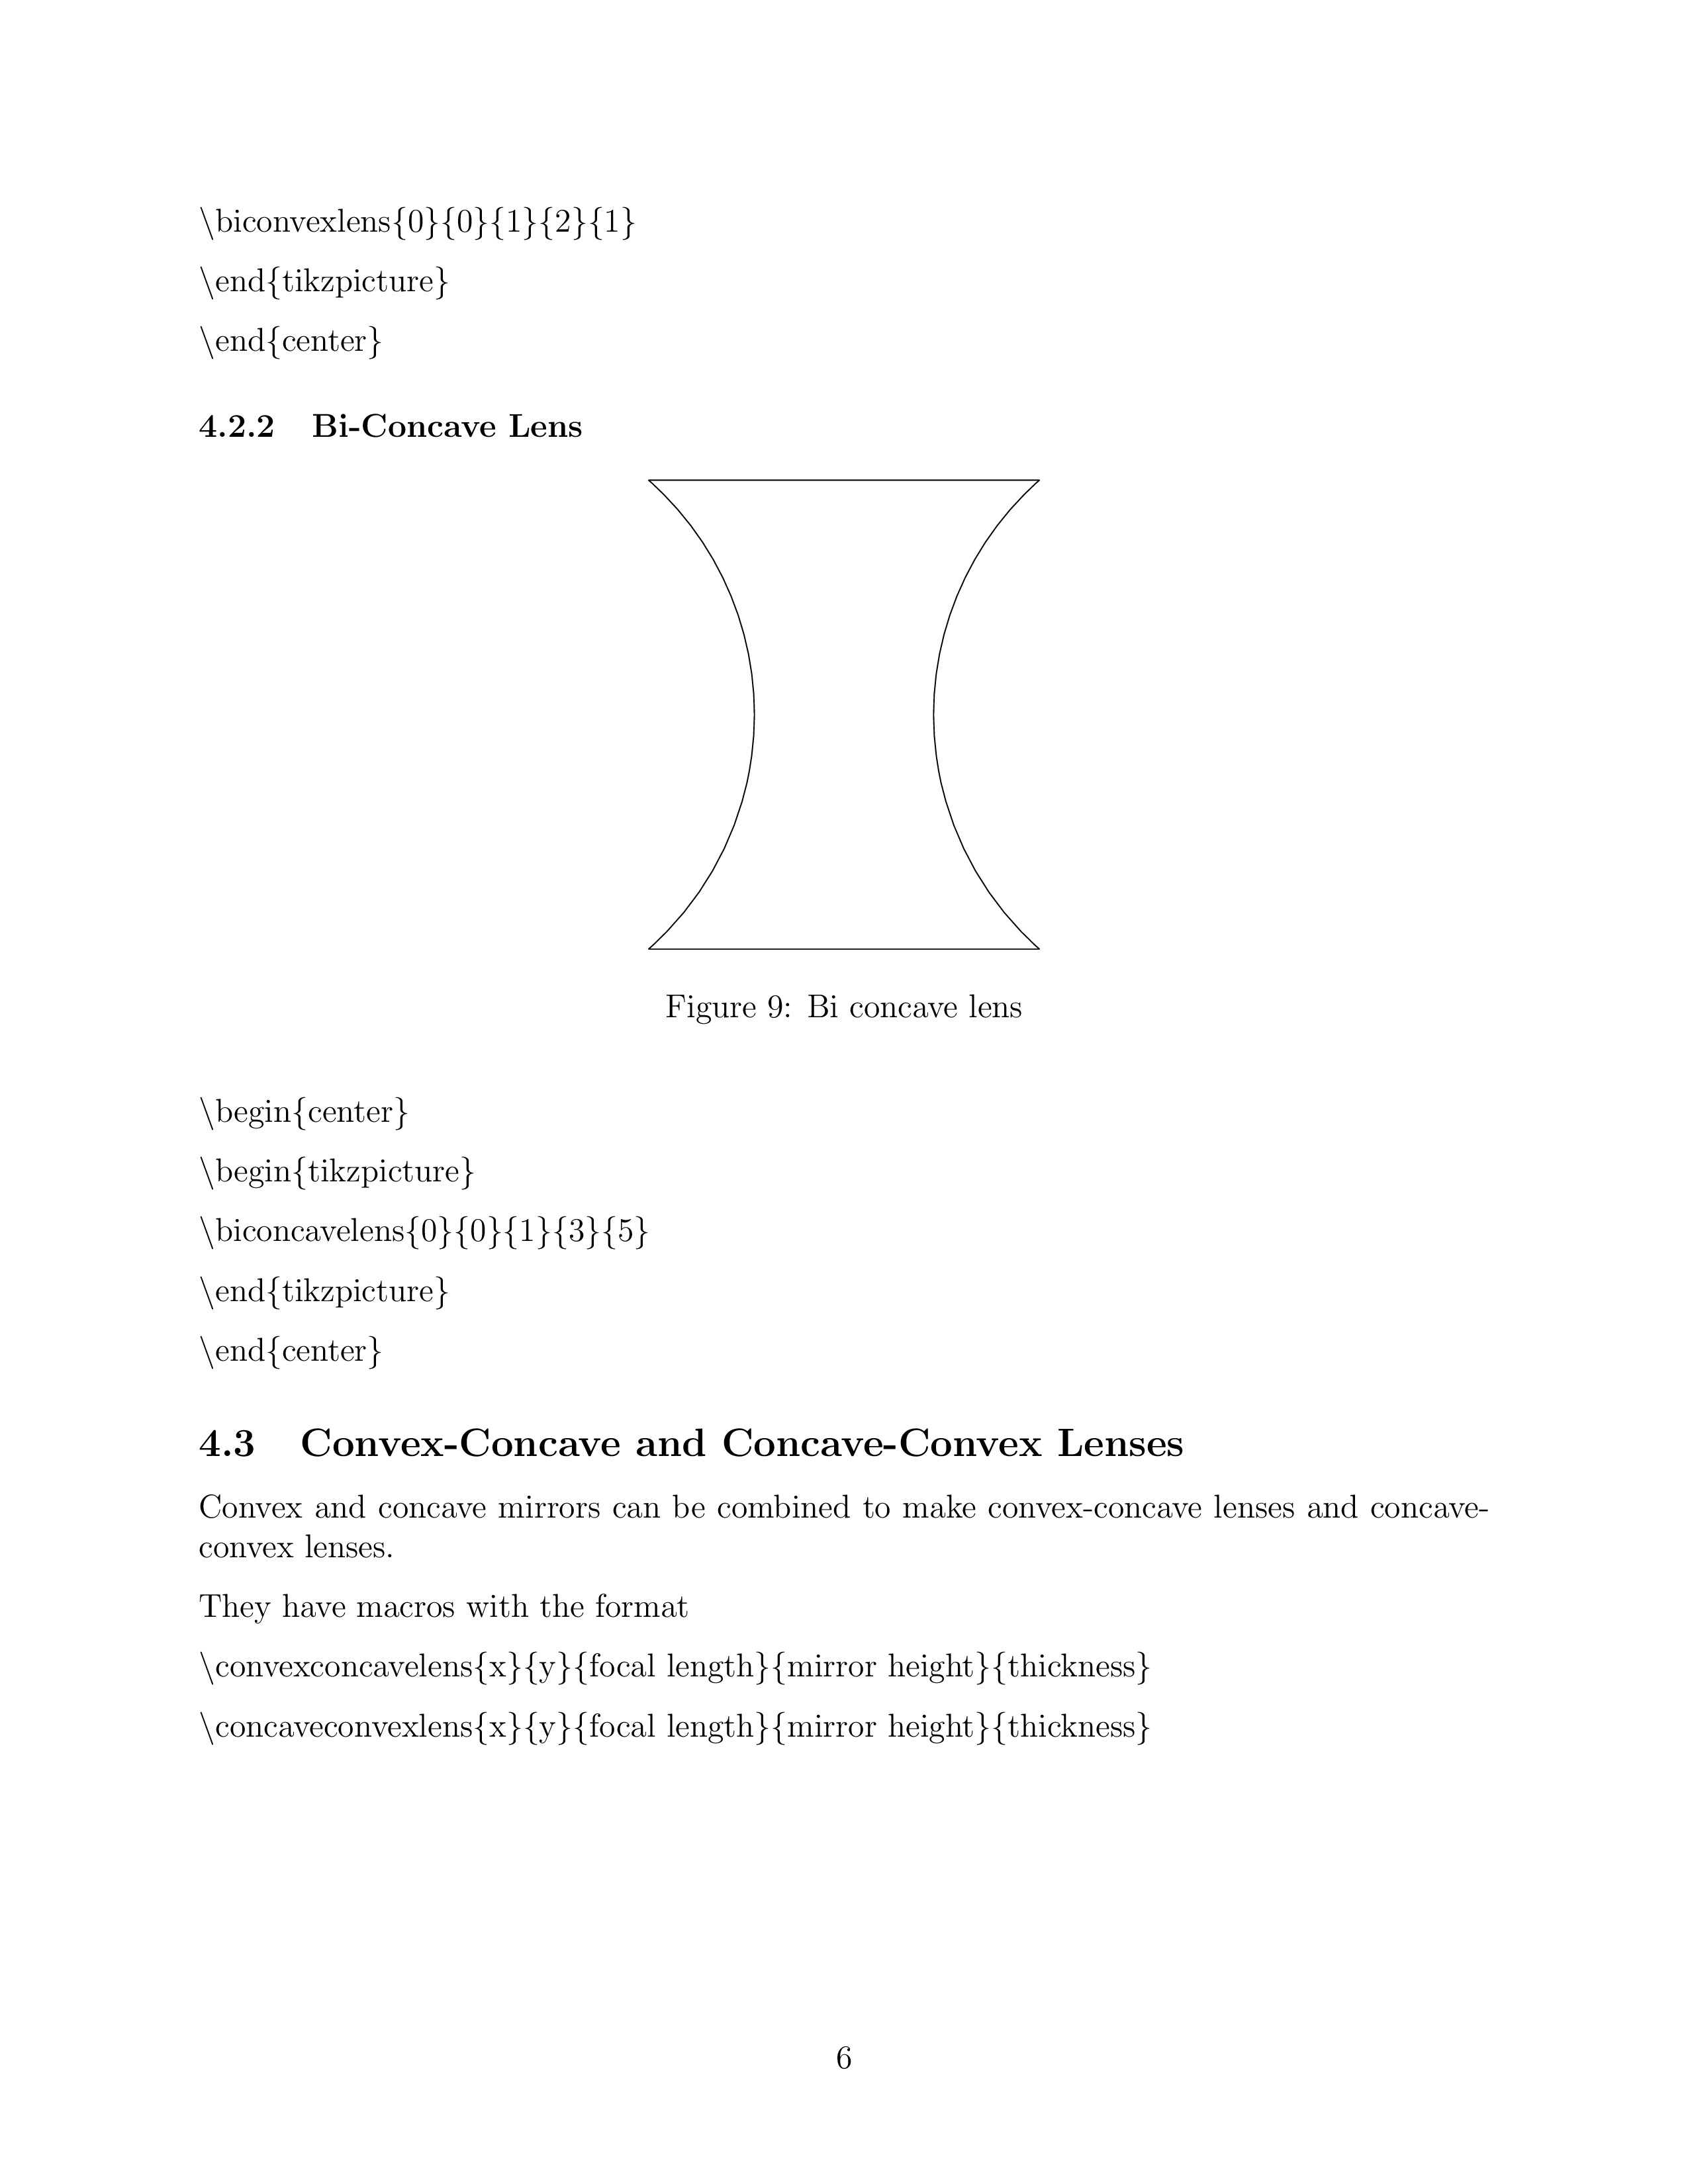 \biconvexlens{0}{0}{1}{2}{1}
\end{tikzpicture}
\end{center}
4.2.2 Bi-Concave Lens
Figure 9: Bi concave lens
\begin{center}
\begin{tikzpicture}
\biconcavelens{0}{0}{1}{3}{5}
\end{tikzpicture}
\end{center}
4.3 Convex-Concave and Concave-Convex Lenses
Convex and concave mirrors can be combined to make convex-concave lenses and concave-
convex lenses.
They have macros with the format
\convexconcavelens{x}{y}{focal length}{mirror height}{thickness}
\concaveconvexlens{x}{y}{focal length}{mirror height}{thickness}
6